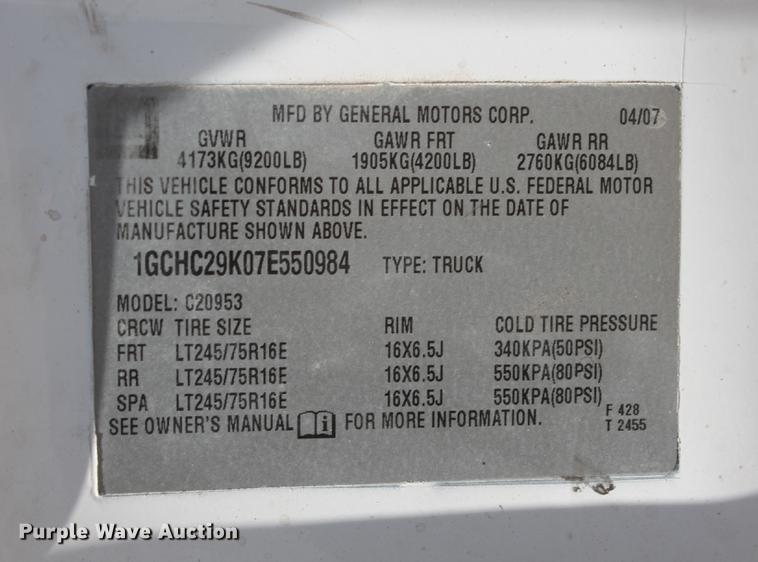 MFD BY GENERAL MOTORS CORP. 04/07
GVWR GAWR FRT GAWR RR
4173KG(9200LB) 1905KG(4200LB) 2760KG(6084LB)
THIS VEHICLE CONFORMS TO ALL APPLICABLE U.S. FEDERAL MOTOR
VEHICLE SAFETY STANDARDS IN EFFECT ON THE DATE OF
MANUFACTURE SHOWN ABOVE.
1GCHC29K07E550984 TYPE: TRUCK
MODEL: C20953
CRCW TIRE SIZE RIM COLD TIRE PRESSURE
FRT LT245/75R16E 16X6.5J 340KPA(50PSI)
RR LT245/75R16E 16X6.5J 550KPA(80PSI)
SPA LT245/75R16E 16X6.5J 550KPA(80PSI)
SEE OWNER'S MANUAL i FOR MORE INFORMATION.
F 428
T 2455
Purple Wave Auction